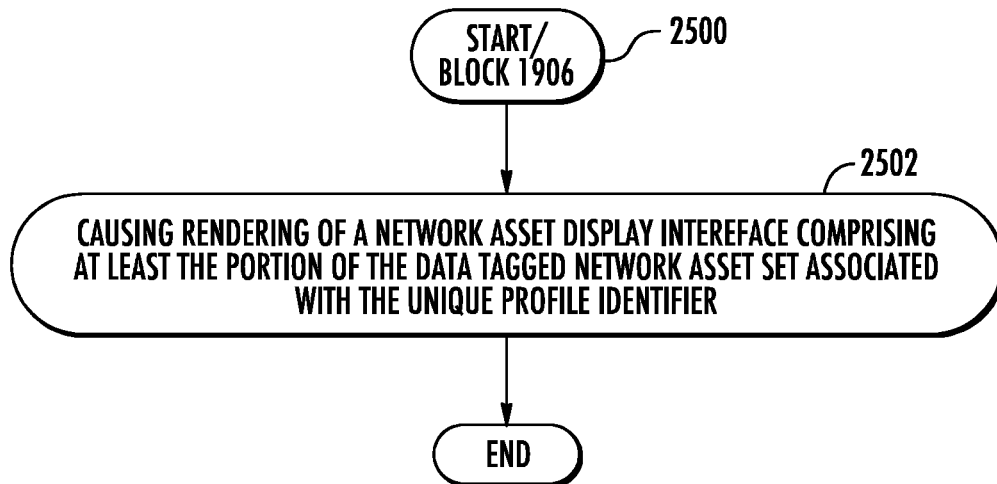 START/
BLOCK 1906
2500
2502
CAUSING RENDERING OF A NETWORK ASSET DISPLAY INTEREFACE COMPRISING
AT LEAST THE PORTION OF THE DATA TAGGED NETWORK ASSET SET ASSOCIATED
WITH THE UNIQUE PROFILE IDENTIFIER
END